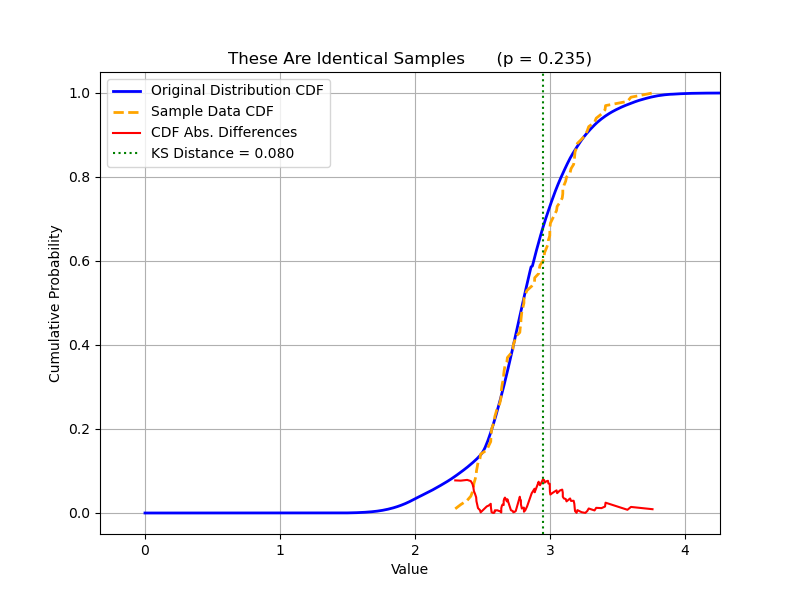 These Are Identical Samples (p = 0.235)
Original Distribution CDF
Sample Data CDF
CDF Abs. Differences
KS Distance = 0.080
1.0
0.8
0.6
0.4
0.2
0.0
Cumulative Probability
0 1 2 3 4
Value